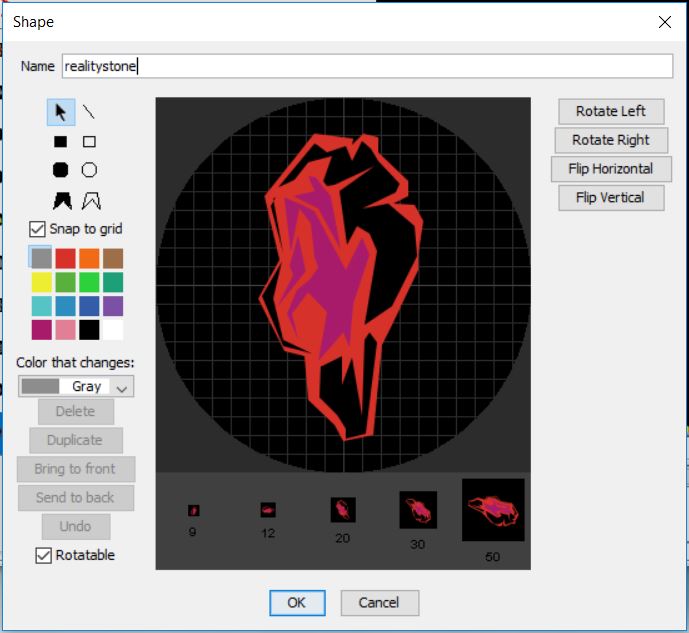 Shape
Name realitystone
Rotate Left
Rotate Right
Flip Horizontal
Flip Vertical
Snap to grid
Color that changes:
Gray
Delete
Duplicate
Bring to front
Send to back
Undo
Rotatable
9 12 20 30 60
OK Cancel